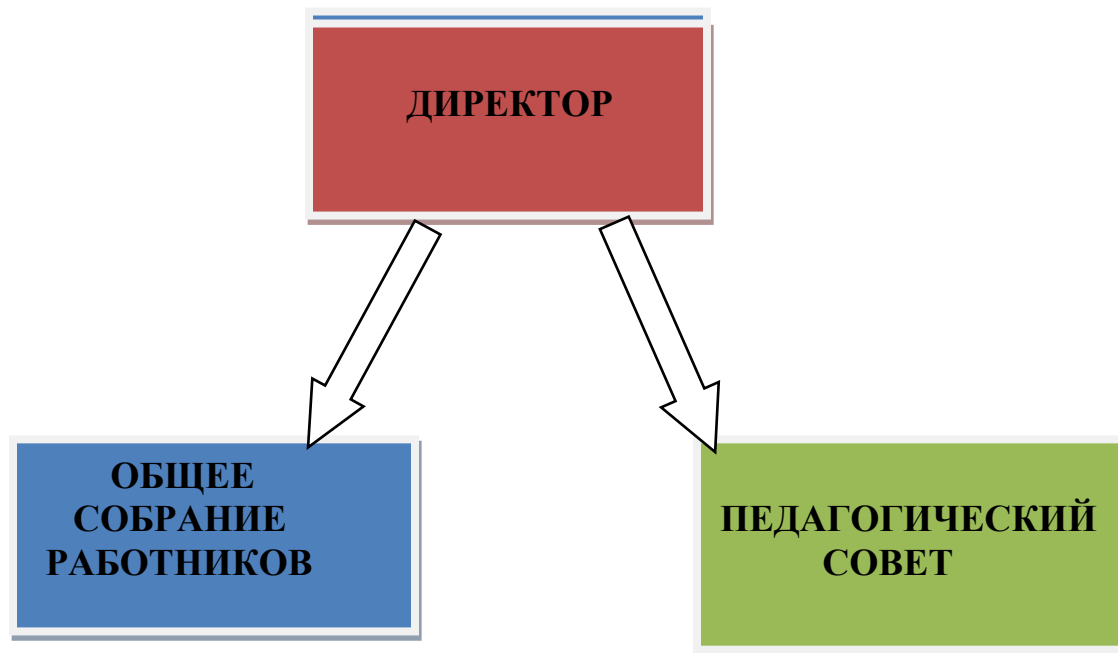 ДИРЕКТОР
ОБЩЕЕ
СОБРАНИЕ
РАБОТНИКОВ
ПЕДАГОГИЧЕСКИЙ
СОВЕТ